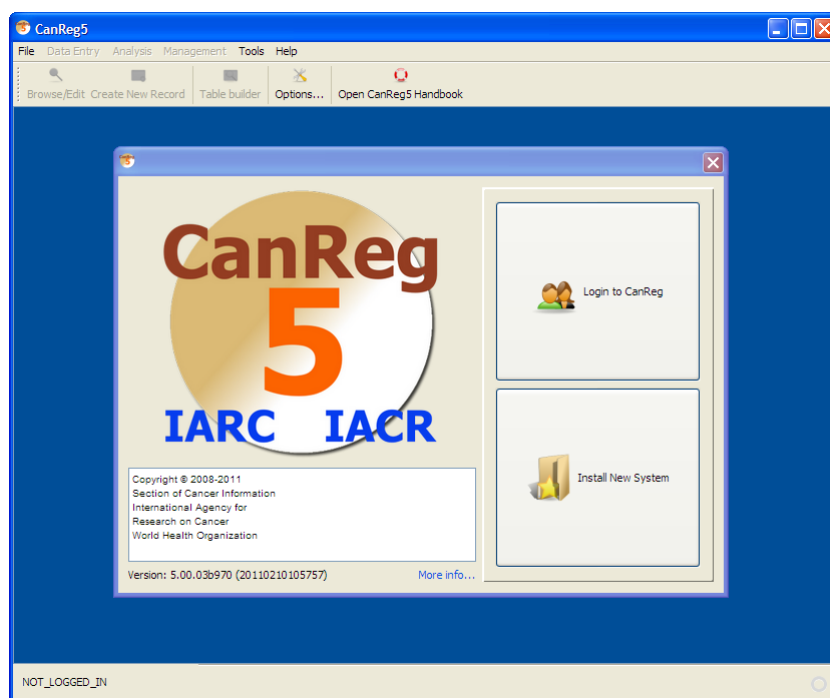 CanReg5
File Data Entry Analysis Management Tools Help
Browse/Edit Create New Record Table builder Options... Open CanReg5 Handbook
CanReg
5
IARC IACR
Login to CanReg
Install New System
Copyright © 2008-2011
Section of Cancer Information
International Agency for
Research on Cancer
World Health Organization
Version: 5.00.03b970 (20110210105757) More info...
NOT_LOGGED_IN